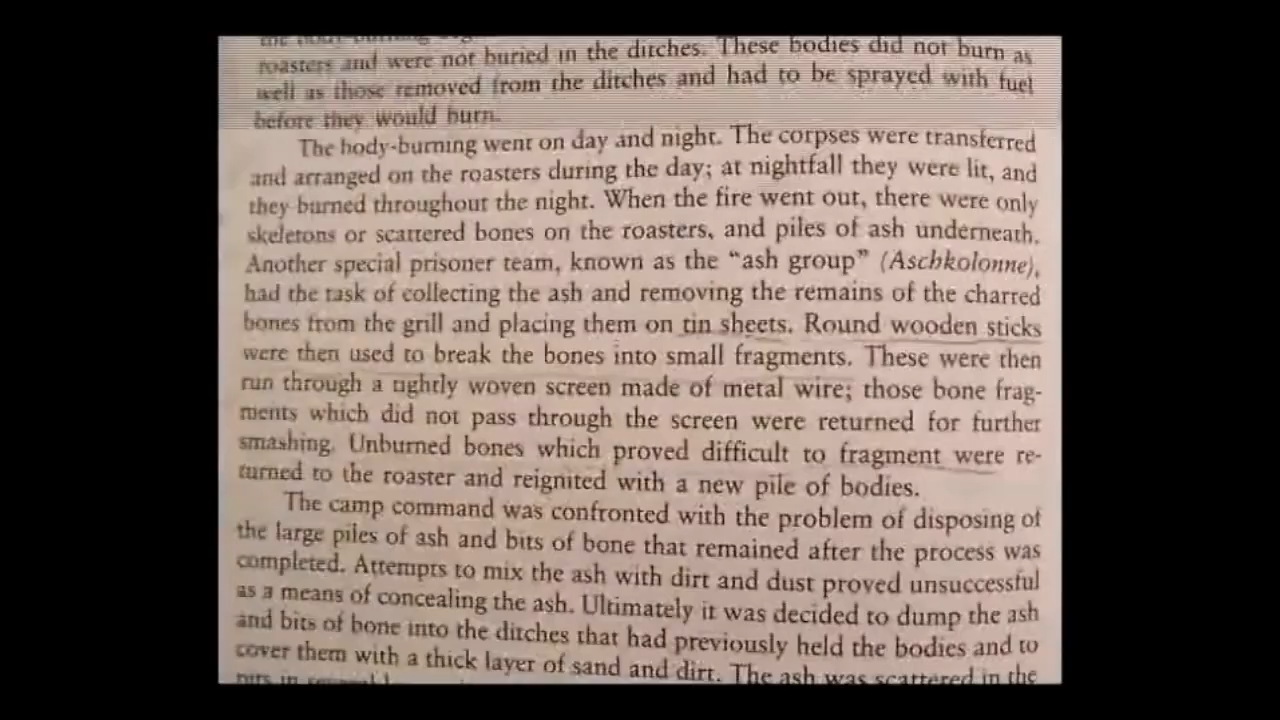 roasters and were not buried in the ditches. These bodies did not burn as
well as those removed from the ditches and had to be sprayed with fuel
before they would burn.
The body-burning went on day and night. The corpses were transferred
and arranged on the roasters during the day; at nightfall they were lit, and
they burned throughout the night. When the fire went out, there were only
skeletons or scattered bones on the roasters, and piles of ash underneath.
Another special prisoner team, known as the “ash group” (Aschkolonne),
had the task of collecting the ash and removing the remains of the charred
bones from the grill and placing them on tin sheets. Round wooden sticks
were then used to break the bones into small fragments. These were then
run through a tightly woven screen made of metal wire; those bone frag-
ments which did not pass through the screen were returned for further
smashing. Unburned bones which proved difficult to fragment were re-
turned to the roaster and reignited with a new pile of bodies.
The camp command was confronted with the problem of disposing of
the large piles of ash and bits of bone that remained after the process was
completed. Attempts to mix the ash with dirt and dust proved unsuccessful
as a means of concealing the ash. Ultimately it was decided to dump the ash
and bits of bone into the ditches that had previously held the bodies and to
cover them with a thick layer of sand and dirt. The ash was scattered in the